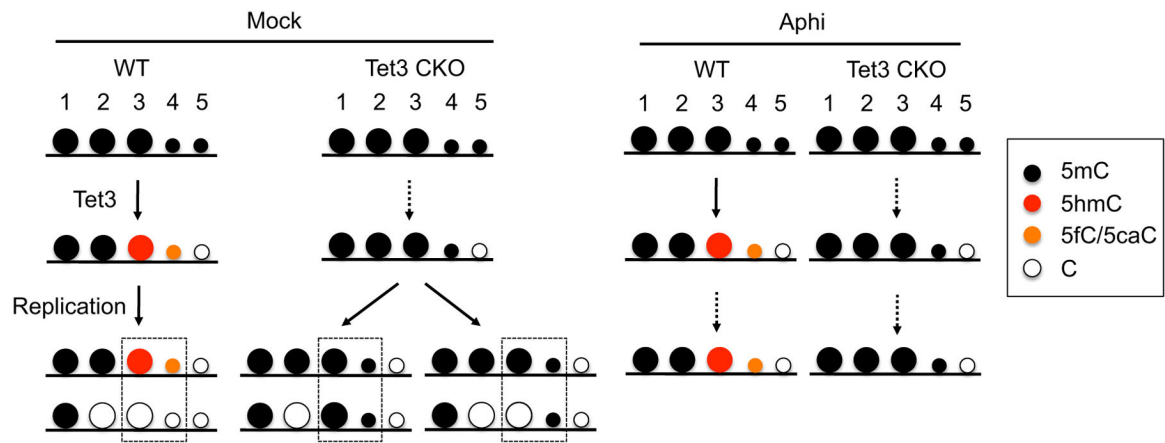 Mock
Aphi
WT
Tet3 CKO
WT
Tet3 CKO
1 2 3 4 5
1 2 3 4 5
1 2 3 4 5
1 2 3 4 5
5mC
5hmC
5fC/5caC
C
Tet3
Replication